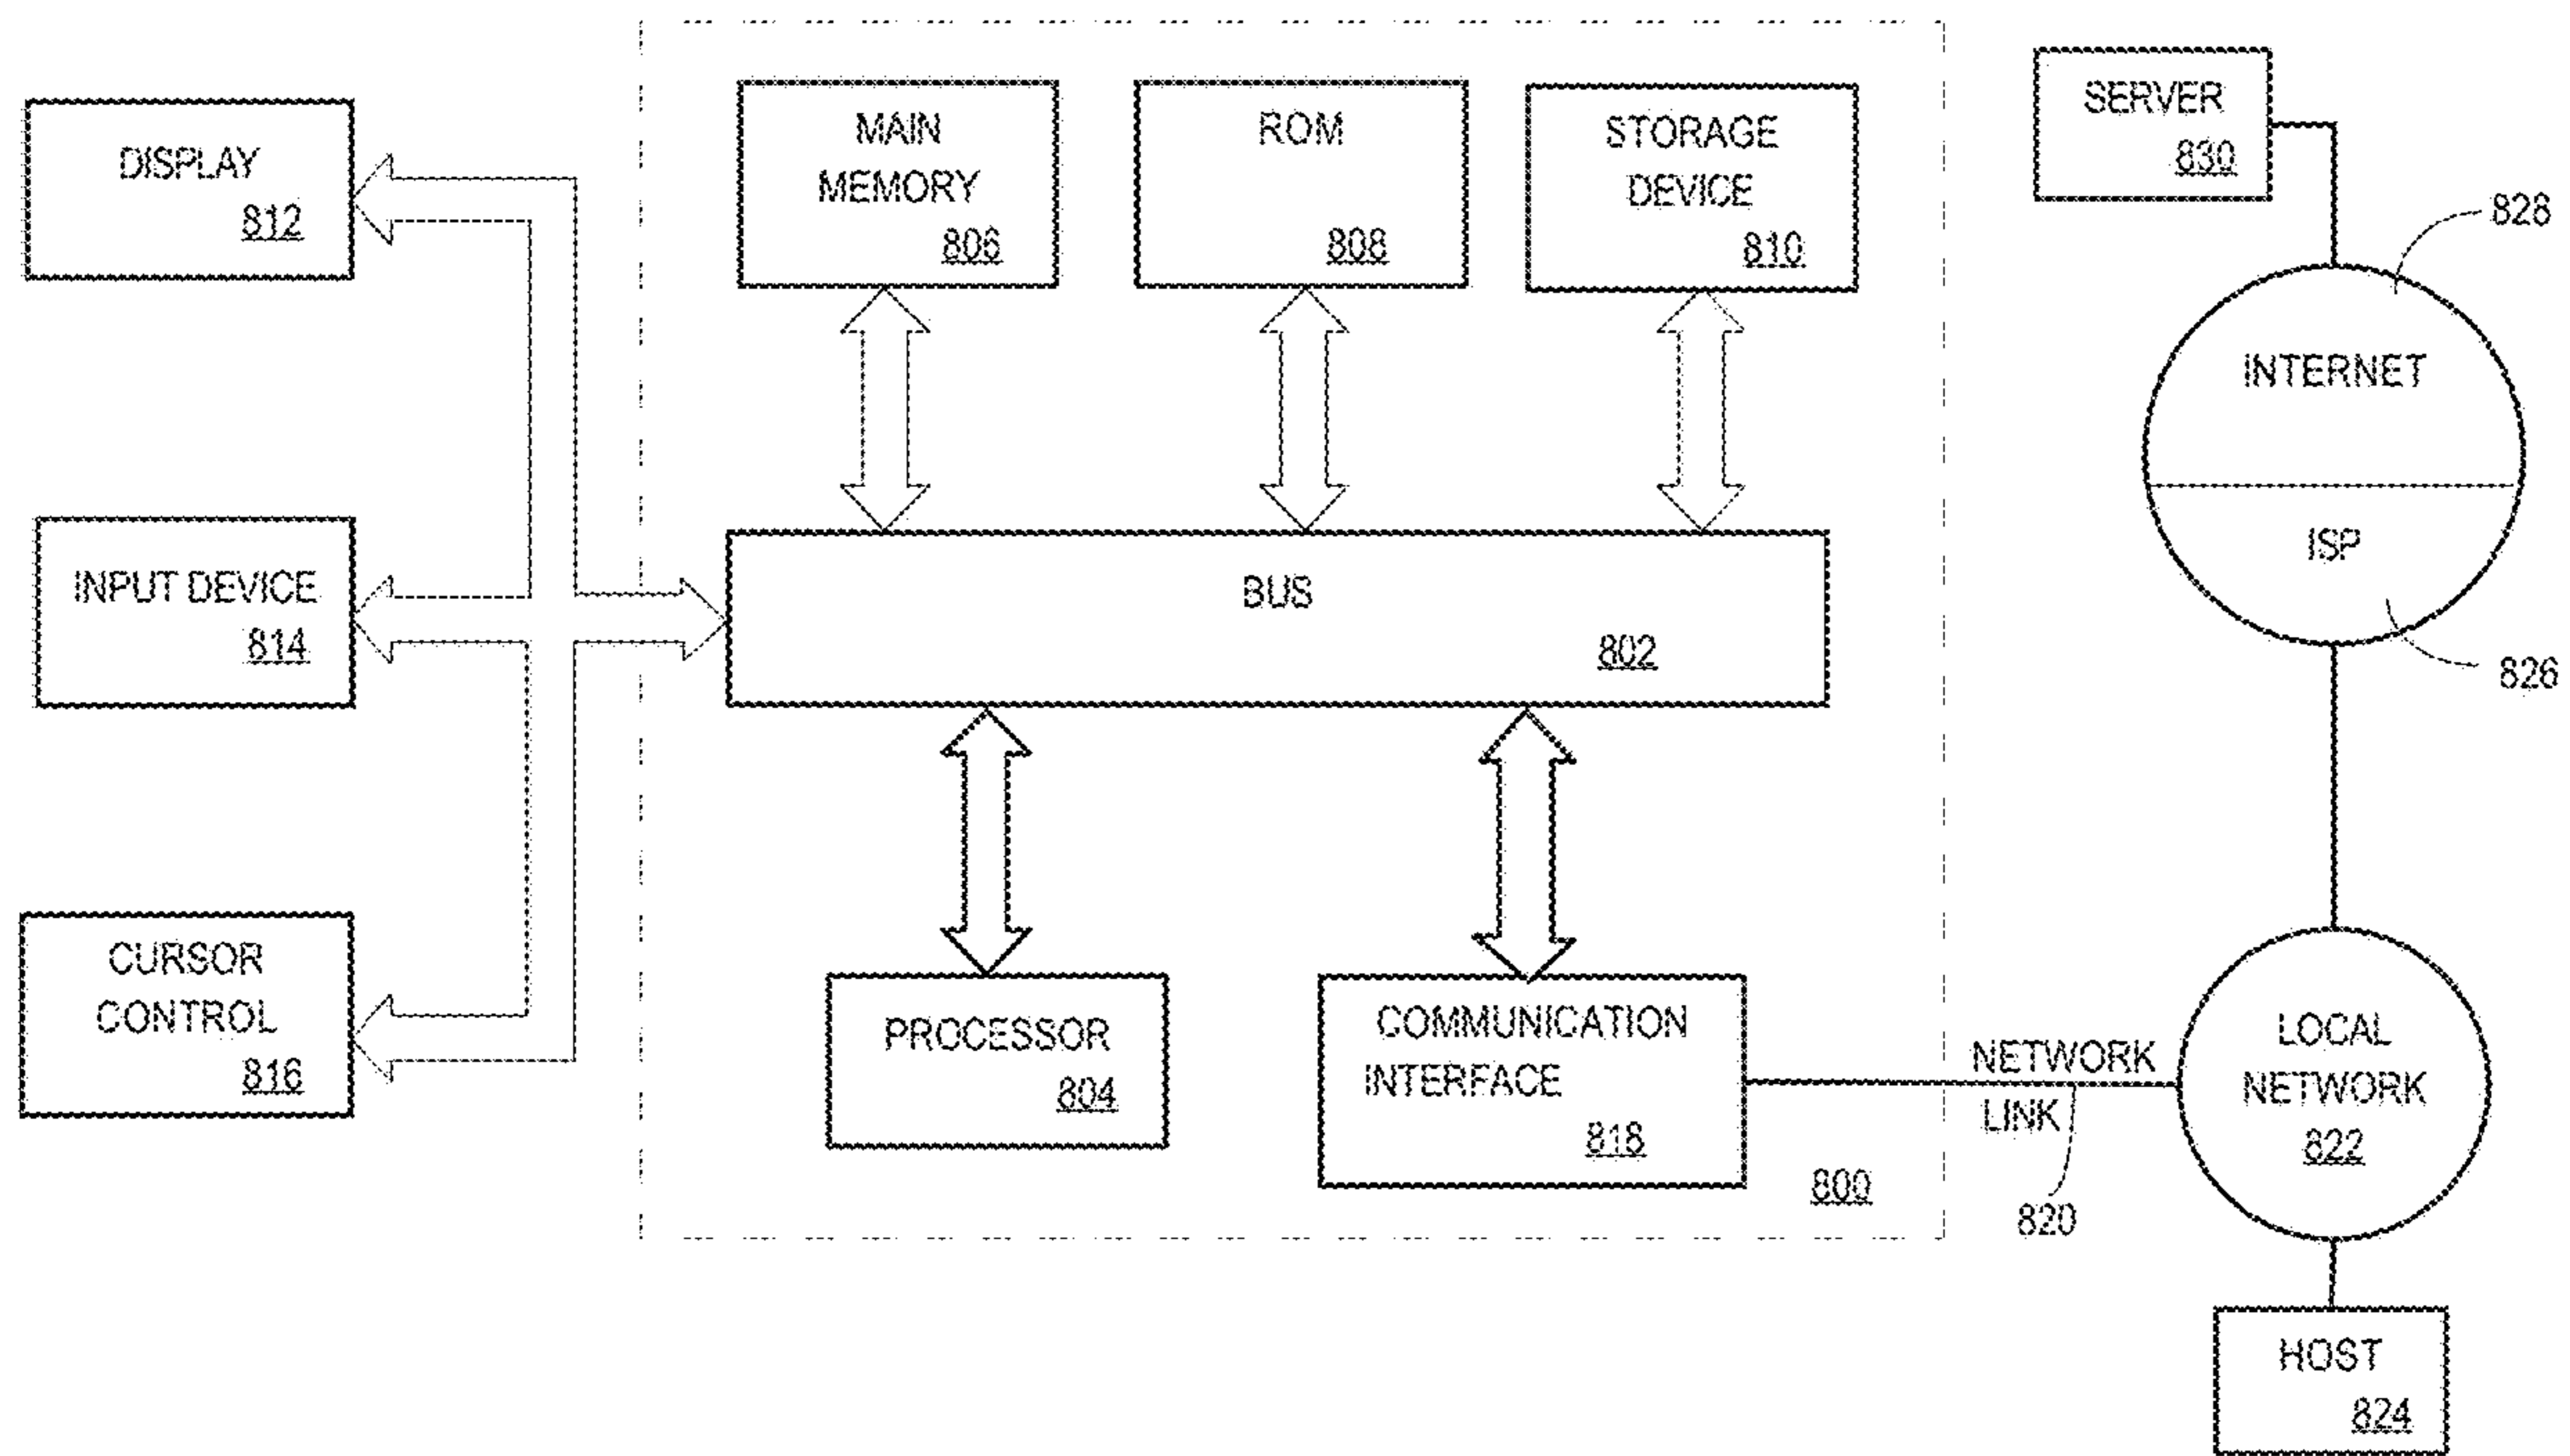 DISPLAY
812
INPUT DEVICE
814
CURSOR
CONTROL
816
MAIN
MEMORY
806
ROM
808
STORAGE
DEVICE
810
BUS
802
PROCESSOR
804
COMMUNICATION
INTERFACE
818
800
SERVER
830
828
INTERNET
ISP
826
NETWORK
LINK
820
LOCAL
NETWORK
822
HOST
824